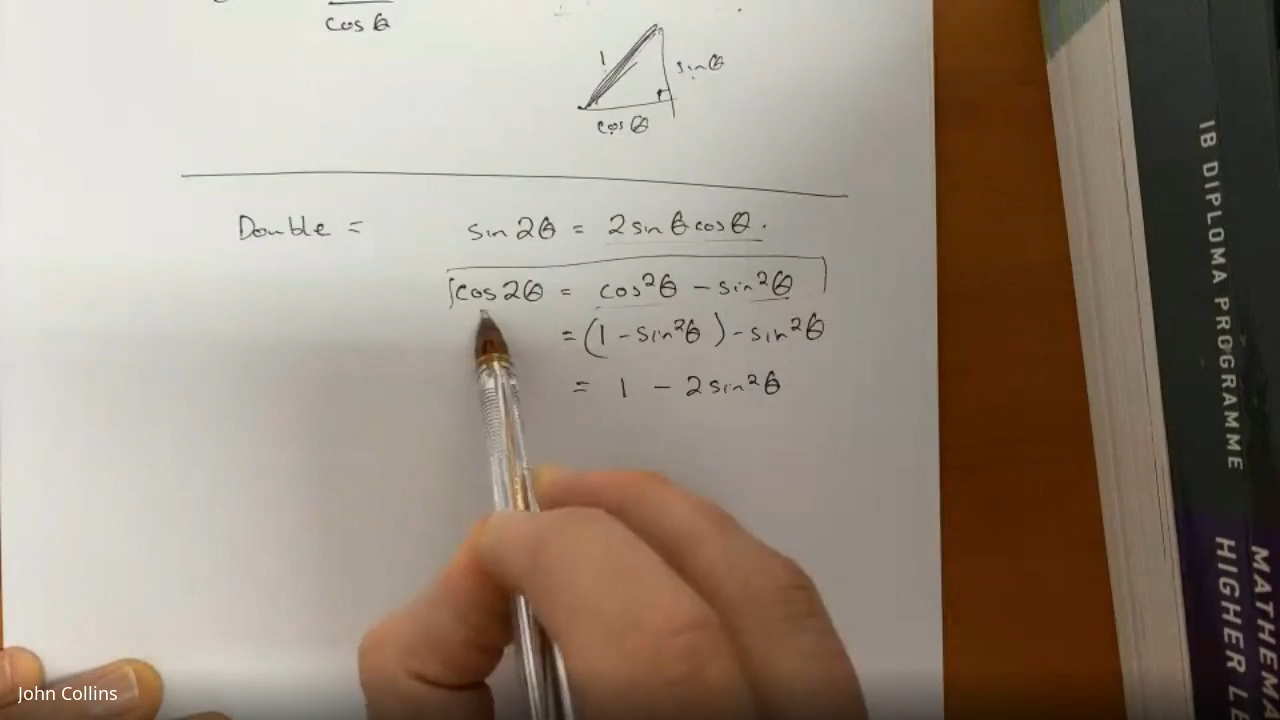 cos θ
1
sinθ
cos θ
Double = sin 2θ = 2 sin θ cos θ.
cos 2θ = cos²θ - sin²θ
= (1 - sin²θ) - sin²θ
= 1 - 2 sin²θ
IB DIPLOMA PROGRAMME
MATHEMA
HIGHER LE
John Collins